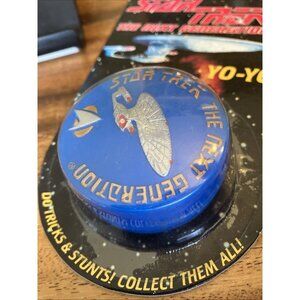 STAR TREK
THE NEXT GENERATION
YO-YO
STAR TREK THE NEXT GENERATION®
DO TRICKS & STUNTS! COLLECT THEM ALL!